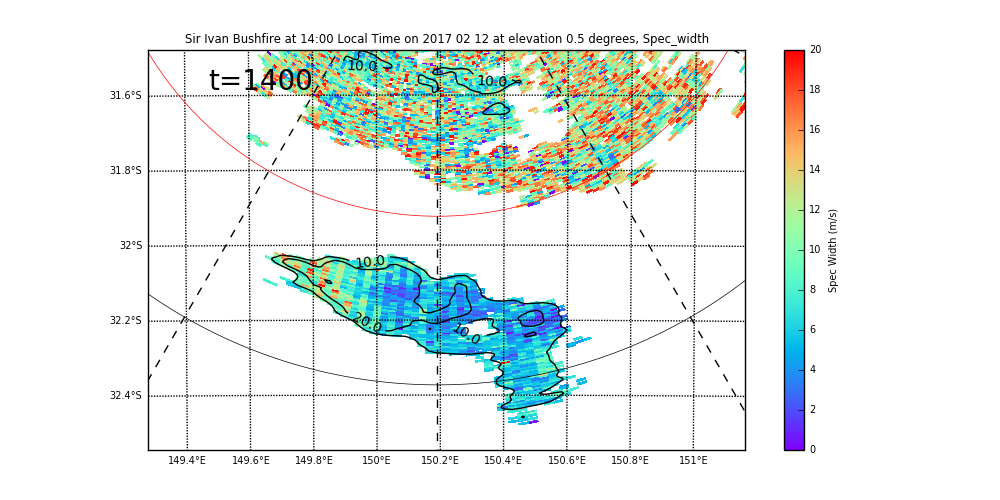 Sir Ivan Bushfire at 14:00 Local Time on 2017 02 12 at elevation 0.5 degrees, Spec_width
t=1400
10.0
10.0
31.6°S
31.8°S
32°S
32.2°S
32.4°S
10.0
20.0
149.4°E 149.6°E 149.8°E 150°E 150.2°E 150.4°E 150.6°E 150.8°E 151°E
20
18
16
14
12
10
8
6
4
2
0
Spec Width (m/s)